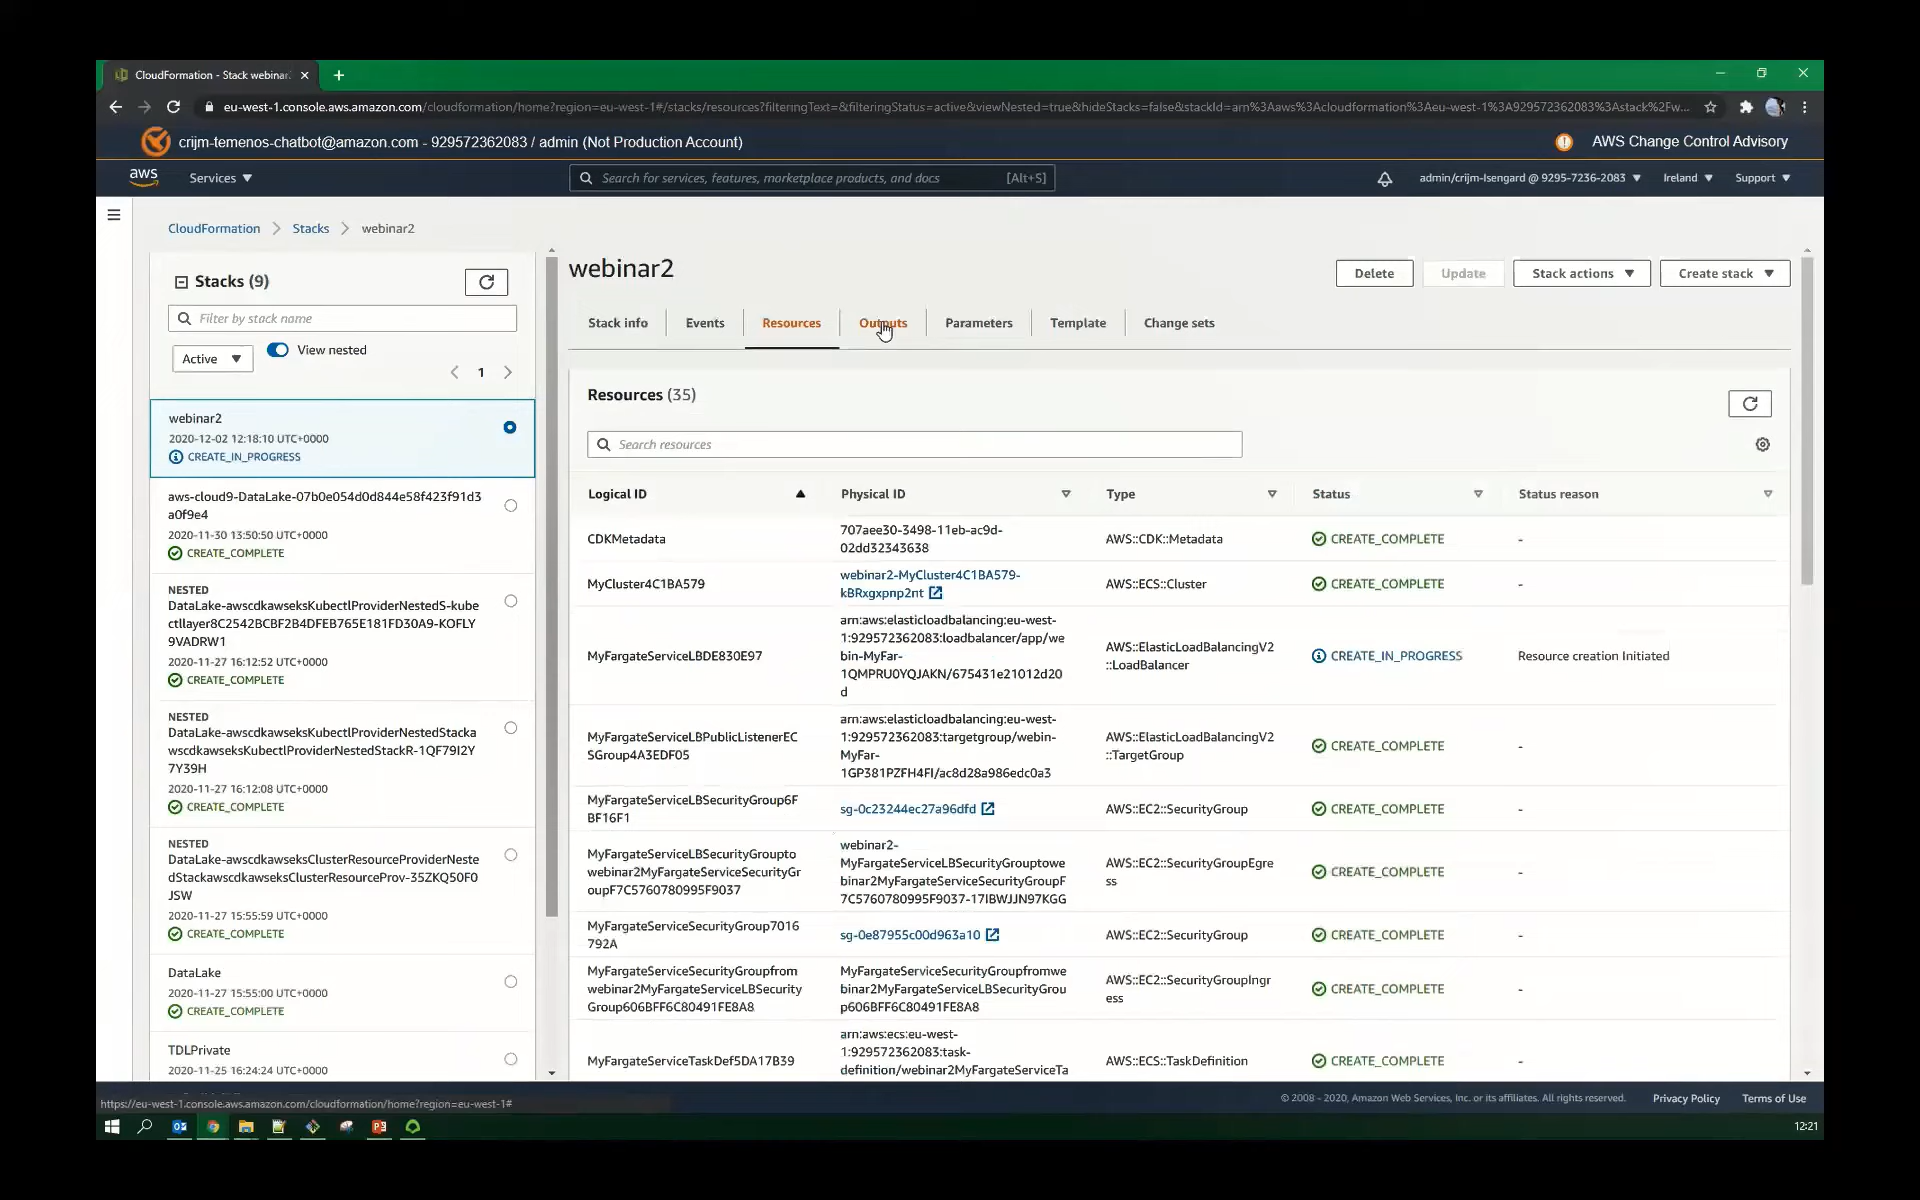 CloudFormation - Stack webinar
eu-west-1.console.aws.amazon.com/cloudformation/home?region=eu-west-1#/stacks/resources?filteringText=&filteringStatus=active&viewNested=true&hideStacks=false&stackId=arn%3Aaws%3Acloudformation%3Aeu-west-1%3A929572362083%3Astack%2Fw...
crijm-temenos-chatbot@amazon.com - 929572362083 / admin (Not Production Account)
AWS Change Control Advisory
aws
Services
Search for services, features, marketplace products, and docs
[Alt+S]
admin/crijm-Isengard @ 9295-7236-2083
Ireland
Support
CloudFormation
Stacks
webinar2
Stacks (9)
Filter by stack name
Active
View nested
1
webinar2
2020-12-02 12:18:10 UTC+0000
CREATE_IN_PROGRESS
aws-cloud9-DataLake-07b0e054d0d844e58f423f91d3
a0f9e4
2020-11-30 13:50:50 UTC+0000
CREATE_COMPLETE
NESTED
DataLake-awscdkawseksKubectlProviderNestedS-kube
ctllayer8C2542BCBF2B4DFEB765E181FD30A9-KOFLY
9VADRW1
2020-11-27 16:12:52 UTC+0000
CREATE_COMPLETE
NESTED
DataLake-awscdkawseksKubectlProviderNestedStacka
wscdkawseksKubectlProviderNestedStackR-1QF79I2Y
7Y39H
2020-11-27 16:12:08 UTC+0000
CREATE_COMPLETE
NESTED
DataLake-awscdkawseksClusterResourceProviderNeste
dStackawscdkawseksClusterResourceProv-35ZKQ50F0
JSW
2020-11-27 15:55:59 UTC+0000
CREATE_COMPLETE
DataLake
2020-11-27 15:55:00 UTC+0000
CREATE_COMPLETE
TDLPrivate
2020-11-25 16:24:24 UTC+0000
webinar2
Delete
Update
Stack actions
Create stack
Stack info
Events
Resources
Outputs
Parameters
Template
Change sets
Resources (35)
Search resources
Logical ID
Physical ID
Type
Status
Status reason
CDKMetadata
707aee30-3498-11eb-ac9d-
02dd32343638
AWS::CDK::Metadata
CREATE_COMPLETE
-
MyCluster4C1BA579
webinar2-MyCluster4C1BA579-
kBRxgxpnp2nt
AWS::ECS::Cluster
CREATE_COMPLETE
-
MyFargateServiceLBDE830E97
arn:aws:elasticloadbalancing:eu-west-
1:929572362083:loadbalancer/app/we
bin-MyFar-
1QMPRU0YQJAKN/675431e21012d20
d
AWS::ElasticLoadBalancingV2
::LoadBalancer
CREATE_IN_PROGRESS
Resource creation Initiated
MyFargateServiceLBPublicListenerEC
SGroup4A3EDF05
arn:aws:elasticloadbalancing:eu-west-
1:929572362083:targetgroup/webin-
MyFar-
1GP381PZFH4FI/ac8d28a986edc0a3
AWS::ElasticLoadBalancingV2
::TargetGroup
CREATE_COMPLETE
-
MyFargateServiceLBSecurityGroup6F
BF16F1
sg-0c23244ec27a96dfd
AWS::EC2::SecurityGroup
CREATE_COMPLETE
-
MyFargateServiceLBSecurityGroupto
webinar2MyFargateServiceSecurityGr
oupF7C5760780995F9037
webinar2-
MyFargateServiceLBSecurityGrouptowe
binar2MyFargateServiceSecurityGroupF
7C5760780995F9037-17IBWJJN97KGG
AWS::EC2::SecurityGroupEgre
ss
CREATE_COMPLETE
-
MyFargateServiceSecurityGroup7016
792A
sg-0e87955c00d963a10
AWS::EC2::SecurityGroup
CREATE_COMPLETE
-
MyFargateServiceSecurityGroupfrom
webinar2MyFargateServiceLBSecurity
Group606BFF6C80491FE8A8
MyFargateServiceSecurityGroupfromwe
binar2MyFargateServiceLBSecurityGrou
p606BFF6C80491FE8A8
AWS::EC2::SecurityGroupIngr
ess
CREATE_COMPLETE
-
MyFargateServiceTaskDef5DA17B39
arn:aws:ecs:eu-west-
1:929572362083:task-
definition/webinar2MyFargateServiceTa
AWS::ECS::TaskDefinition
CREATE_COMPLETE
-
https://eu-west-1.console.aws.amazon.com/cloudformation/home?region=eu-west-1#
© 2008 - 2020, Amazon Web Services, Inc. or its affiliates. All rights reserved.
Privacy Policy
Terms of Use
12:21